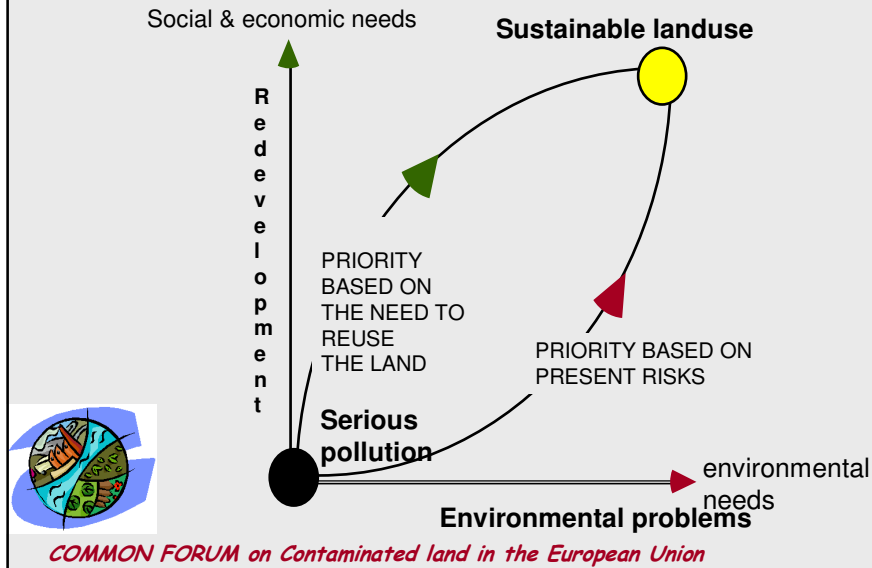 Social & economic needs
Sustainable landuse
Redevelopment
PRIORITY
BASED ON
THE NEED TO
REUSE
THE LAND
PRIORITY BASED ON
PRESENT RISKS
Serious
pollution
environmental
needs
Environmental problems
COMMON FORUM on Contaminated land in the European Union